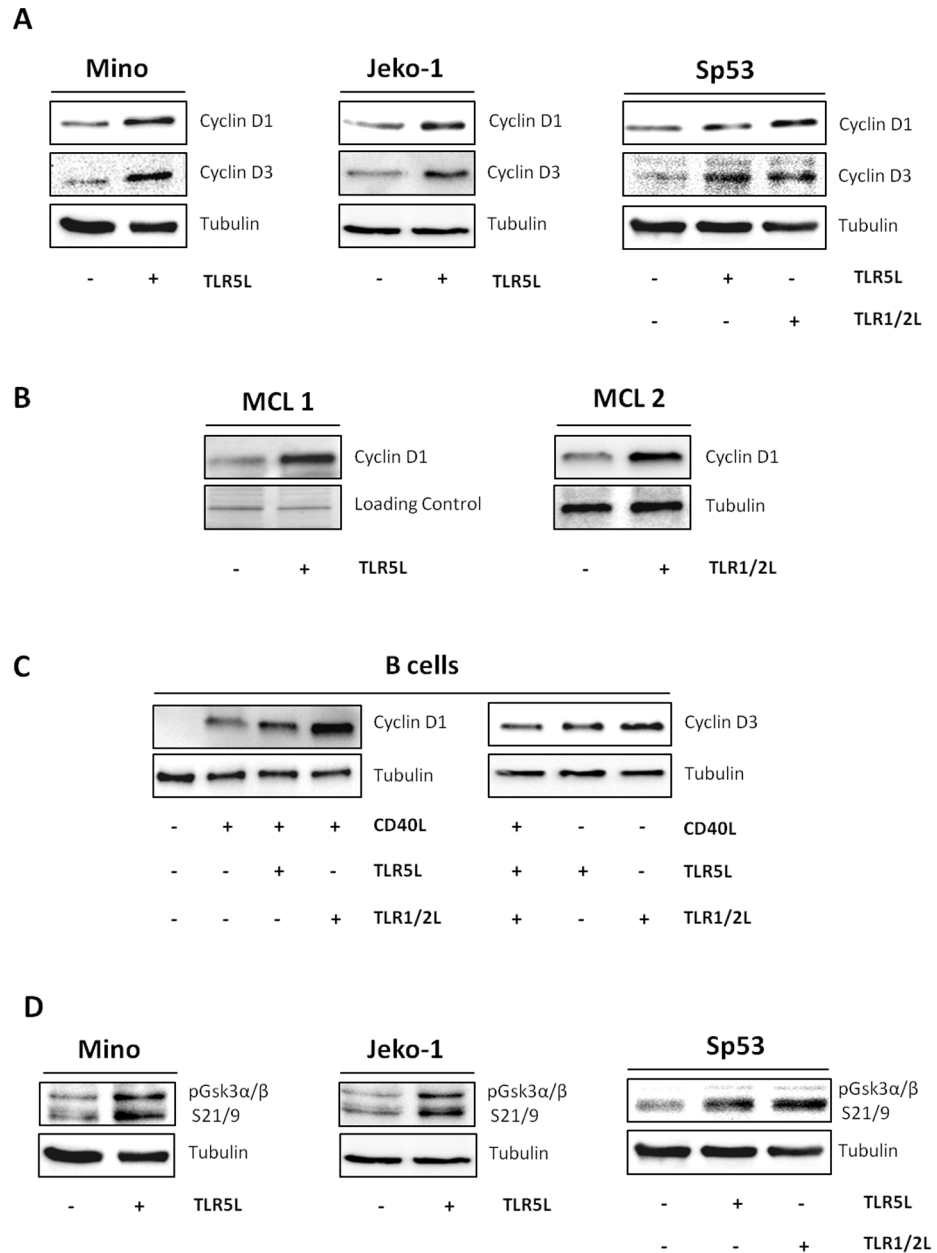 A
Mino Jeko-1 Sp53
Cyclin D1 Cyclin D1 Cyclin D1
Cyclin D3 Cyclin D3 Cyclin D3
Tubulin Tubulin Tubulin
- + TLR5L - + TLR5L - + - TLR5L
- - + TLR1/2L
B
MCL 1 MCL 2
Cyclin D1 Cyclin D1
Loading Control Tubulin
- + TLR5L - + TLR1/2L
C
B cells
Cyclin D1 Cyclin D3
Tubulin Tubulin
- + + + CD40L + - - CD40L
- - + - TLR5L + + - TLR5L
- - - + TLR1/2L + - + TLR1/2L
D
Mino Jeko-1 Sp53
pGsk3α/β pGsk3α/β pGsk3α/β
S21/9 S21/9 S21/9
Tubulin Tubulin Tubulin
- + TLR5L - + TLR5L - + - TLR5L
- - + TLR1/2L